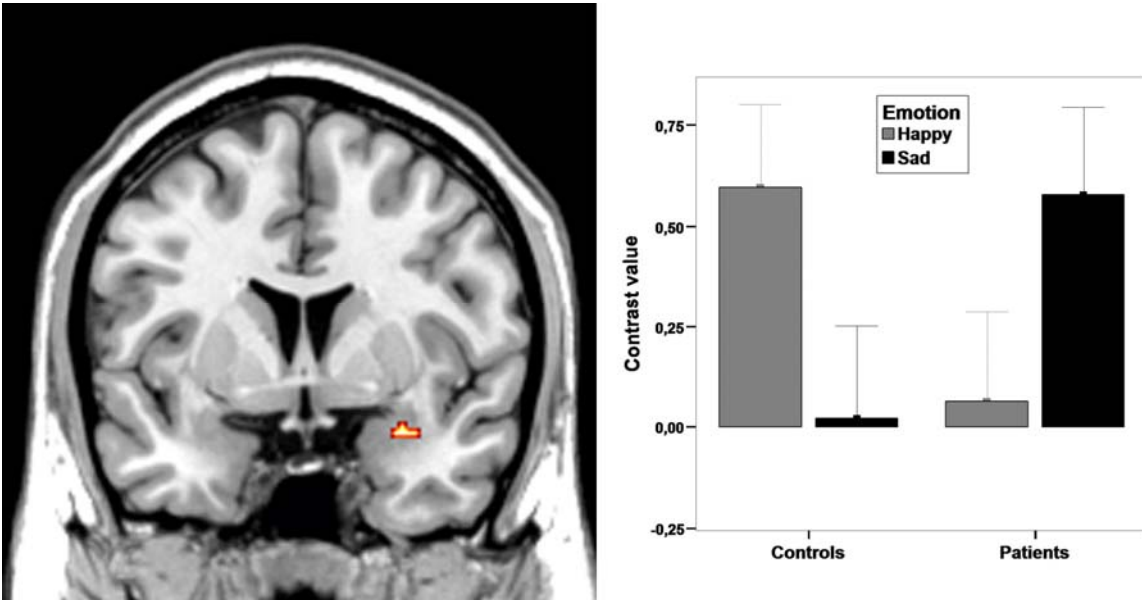 Emotion
Happy
Sad
0,75
0,50
0,25
0,00
-0,25
Contrast value
Controls
Patients